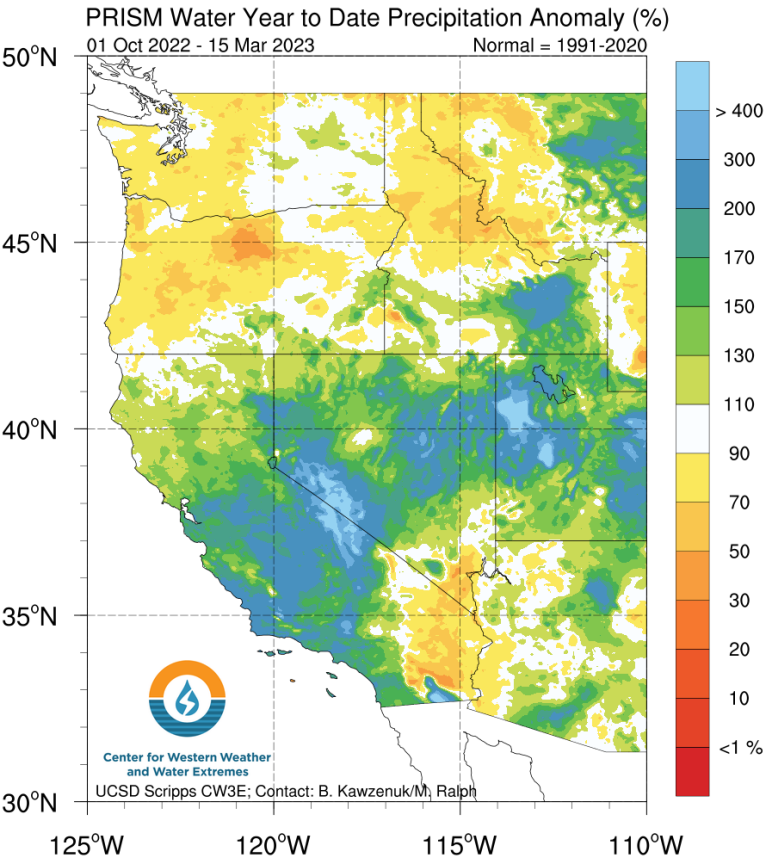 PRISM Water Year to Date Precipitation Anomaly (%)
01 Oct 2022 - 15 Mar 2023 Normal = 1991-2020
50°N
45°N
40°N
35°N
30°N
125°W 120°W 115°W 110°W
> 400
300
200
170
150
130
110
90
70
50
30
20
10
<1 %
Center for Western Weather
and Water Extremes
UCSD Scripps CW3E; Contact: B. Kawzenuk/M. Ralph